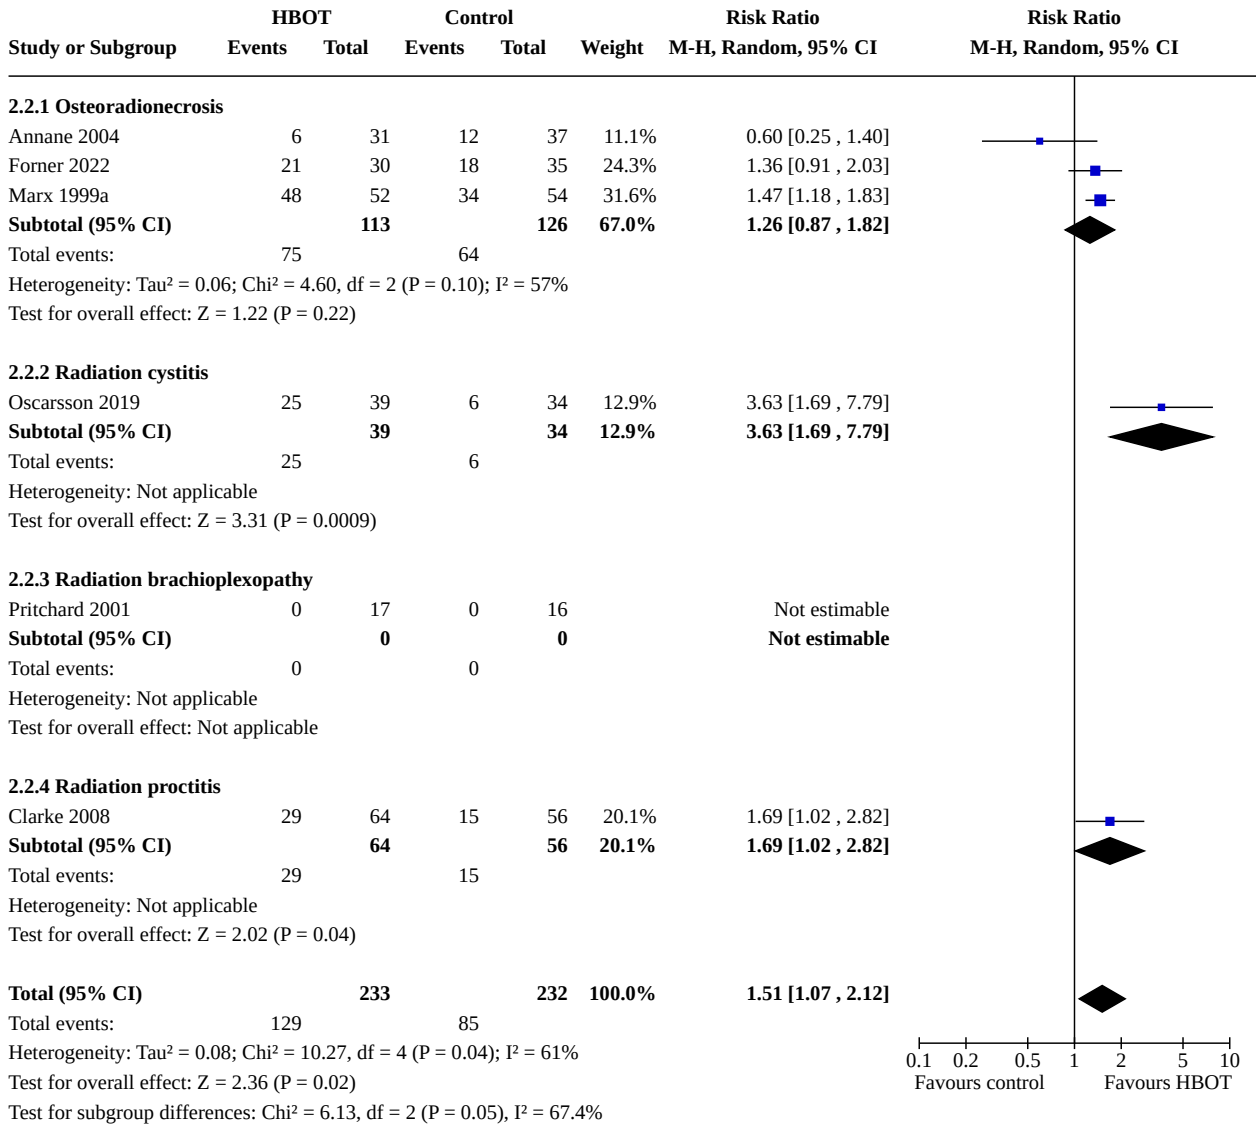 HBOT Control Risk Ratio Risk Ratio
Study or Subgroup Events Total Events Total Weight M-H, Random, 95% CI M-H, Random, 95% CI
2.2.1 Osteoradionecrosis
Annane 2004 6 31 12 37 11.1% 0.60 [0.25 , 1.40]
Forner 2022 21 30 18 35 24.3% 1.36 [0.91 , 2.03]
Marx 1999a 48 52 34 54 31.6% 1.47 [1.18 , 1.83]
Subtotal (95% CI) 113 126 67.0% 1.26 [0.87 , 1.82]
Total events: 75 64
Heterogeneity: Tau² = 0.06; Chi² = 4.60, df = 2 (P = 0.10); I² = 57%
Test for overall effect: Z = 1.22 (P = 0.22)
2.2.2 Radiation cystitis
Oscarsson 2019 25 39 6 34 12.9% 3.63 [1.69 , 7.79]
Subtotal (95% CI) 39 34 12.9% 3.63 [1.69 , 7.79]
Total events: 25 6
Heterogeneity: Not applicable
Test for overall effect: Z = 3.31 (P = 0.0009)
2.2.3 Radiation brachioplexopathy
Pritchard 2001 0 17 0 16 Not estimable
Subtotal (95% CI) 0 0 Not estimable
Total events: 0 0
Heterogeneity: Not applicable
Test for overall effect: Not applicable
2.2.4 Radiation proctitis
Clarke 2008 29 64 15 56 20.1% 1.69 [1.02 , 2.82]
Subtotal (95% CI) 64 56 20.1% 1.69 [1.02 , 2.82]
Total events: 29 15
Heterogeneity: Not applicable
Test for overall effect: Z = 2.02 (P = 0.04)
Total (95% CI) 233 232 100.0% 1.51 [1.07 , 2.12]
Total events: 129 85
Heterogeneity: Tau² = 0.08; Chi² = 10.27, df = 4 (P = 0.04); I² = 61%
Test for overall effect: Z = 2.36 (P = 0.02)
Test for subgroup differences: Chi² = 6.13, df = 2 (P = 0.05), I² = 67.4%
0.1 0.2 0.5 1 2 5 10
Favours control Favours HBOT